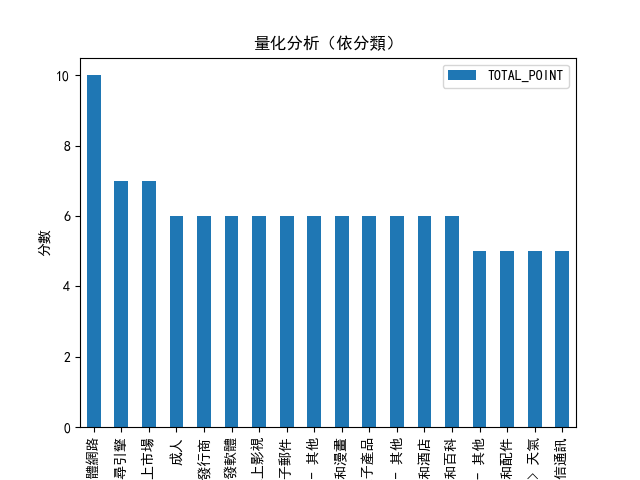 量化分析（依分類）
TOTAL_POINT
分數
10
8
6
4
2
0
體網路
尋引擎
上市場
成人
發行商
發軟體
上影視
子郵件
- 其他
和漫畫
子產品
- 其他
和酒店
和百科
- 其他
和配件
> 天氣
信通訊